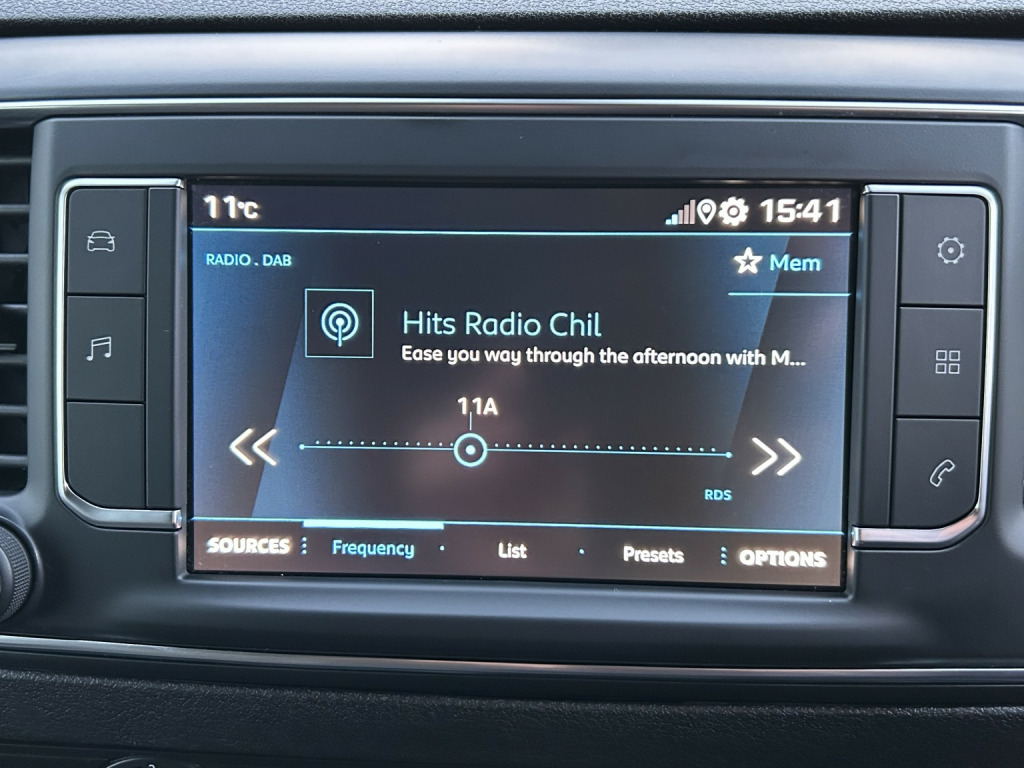 11°C 15:41
RADIO . DAB
Mem
Hits Radio Chil
Ease you way through the afternoon with M...
11A
RDS
SOURCES Frequency List Presets OPTIONS